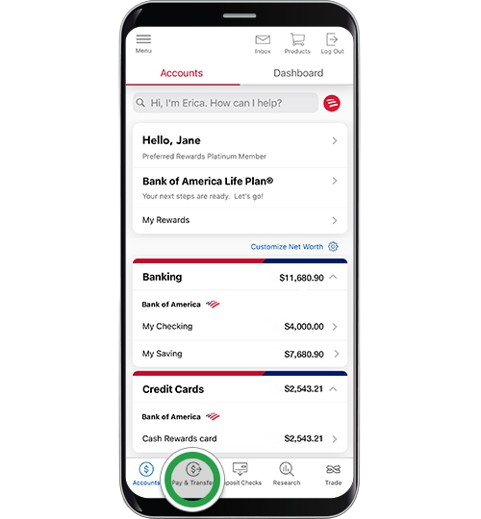 Menu
Inbox
Products
Log Out
Accounts
Dashboard
Hi, I'm Erica. How can I help?
Hello, Jane
Preferred Rewards Platinum Member
Bank of America Life Plan®
Your next steps are ready. Let's go!
My Rewards
Customize Net Worth
Banking $11,680.90
Bank of America
My Checking $4,000.00
My Saving $7,680.90
Credit Cards $2,543.21
Bank of America
Cash Rewards card $2,543.21
Accounts
Pay & Transfer
posit Checks
Research
Trade